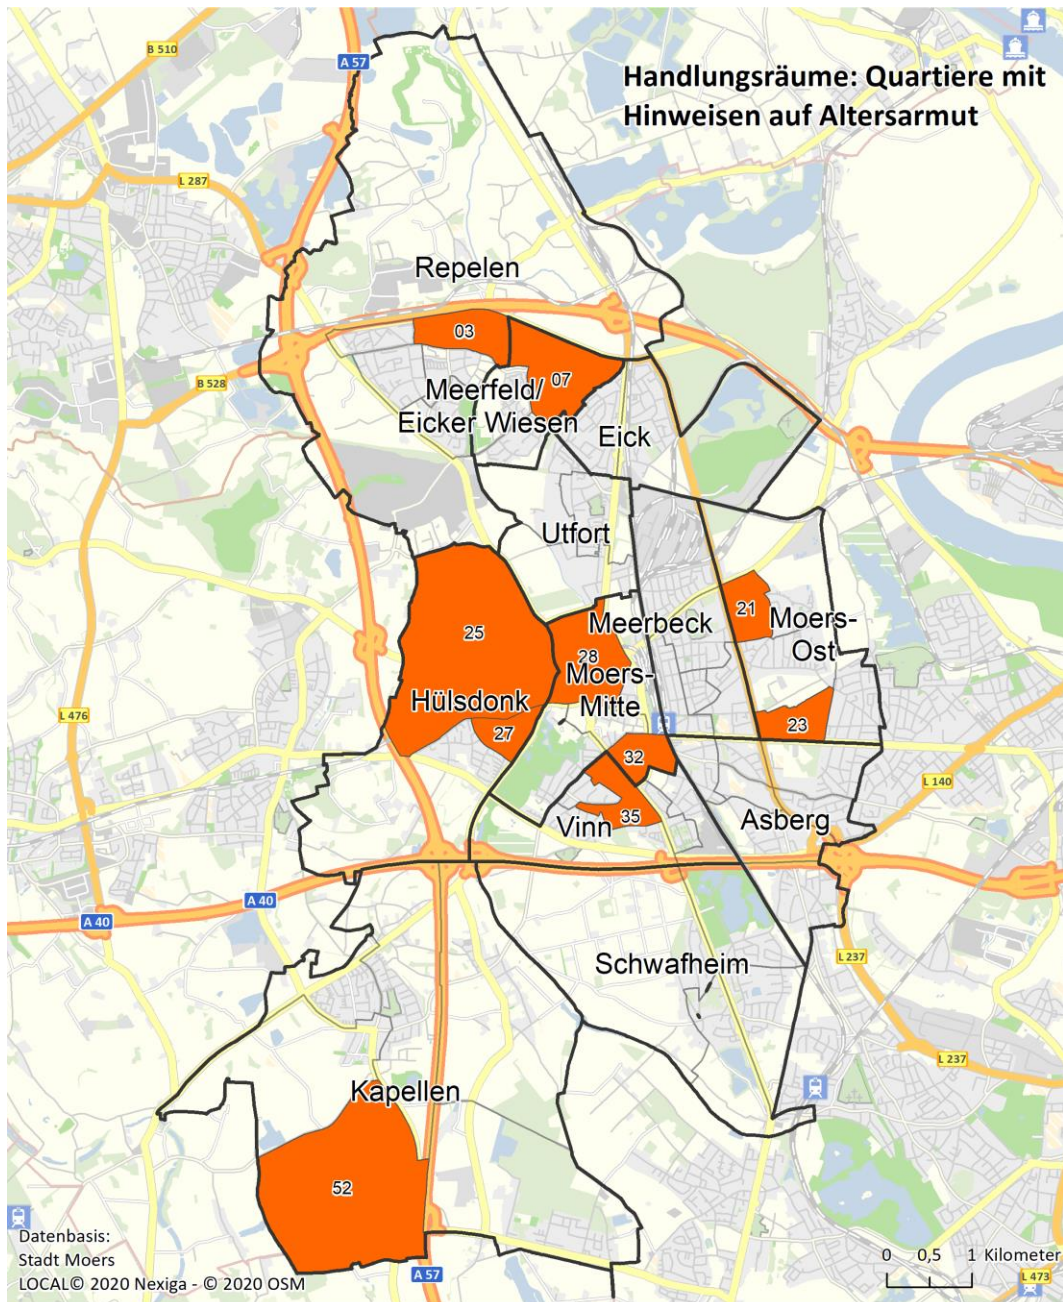 Handlungsräume: Quartiere mit
Hinweisen auf Altersarmut
B 510
A 57
L 287
Repelen
03
07
Meerfeld/
Eicker Wiesen
Eick
B 528
Utfort
25
21
Meerbeck
Moers-
Ost
28
Moers-
Mitte
Hülsdonk
27
L 476
23
32
L 140
35
Vinn
Asberg
A 40
A 40
Schwafheim
L 237
L 237
Kapellen
52
Datenbasis:
Stadt Moers
LOCAL© 2020 Nexiga - © 2020 OSM
A 57
0 0,5 1 Kilometer
L 473